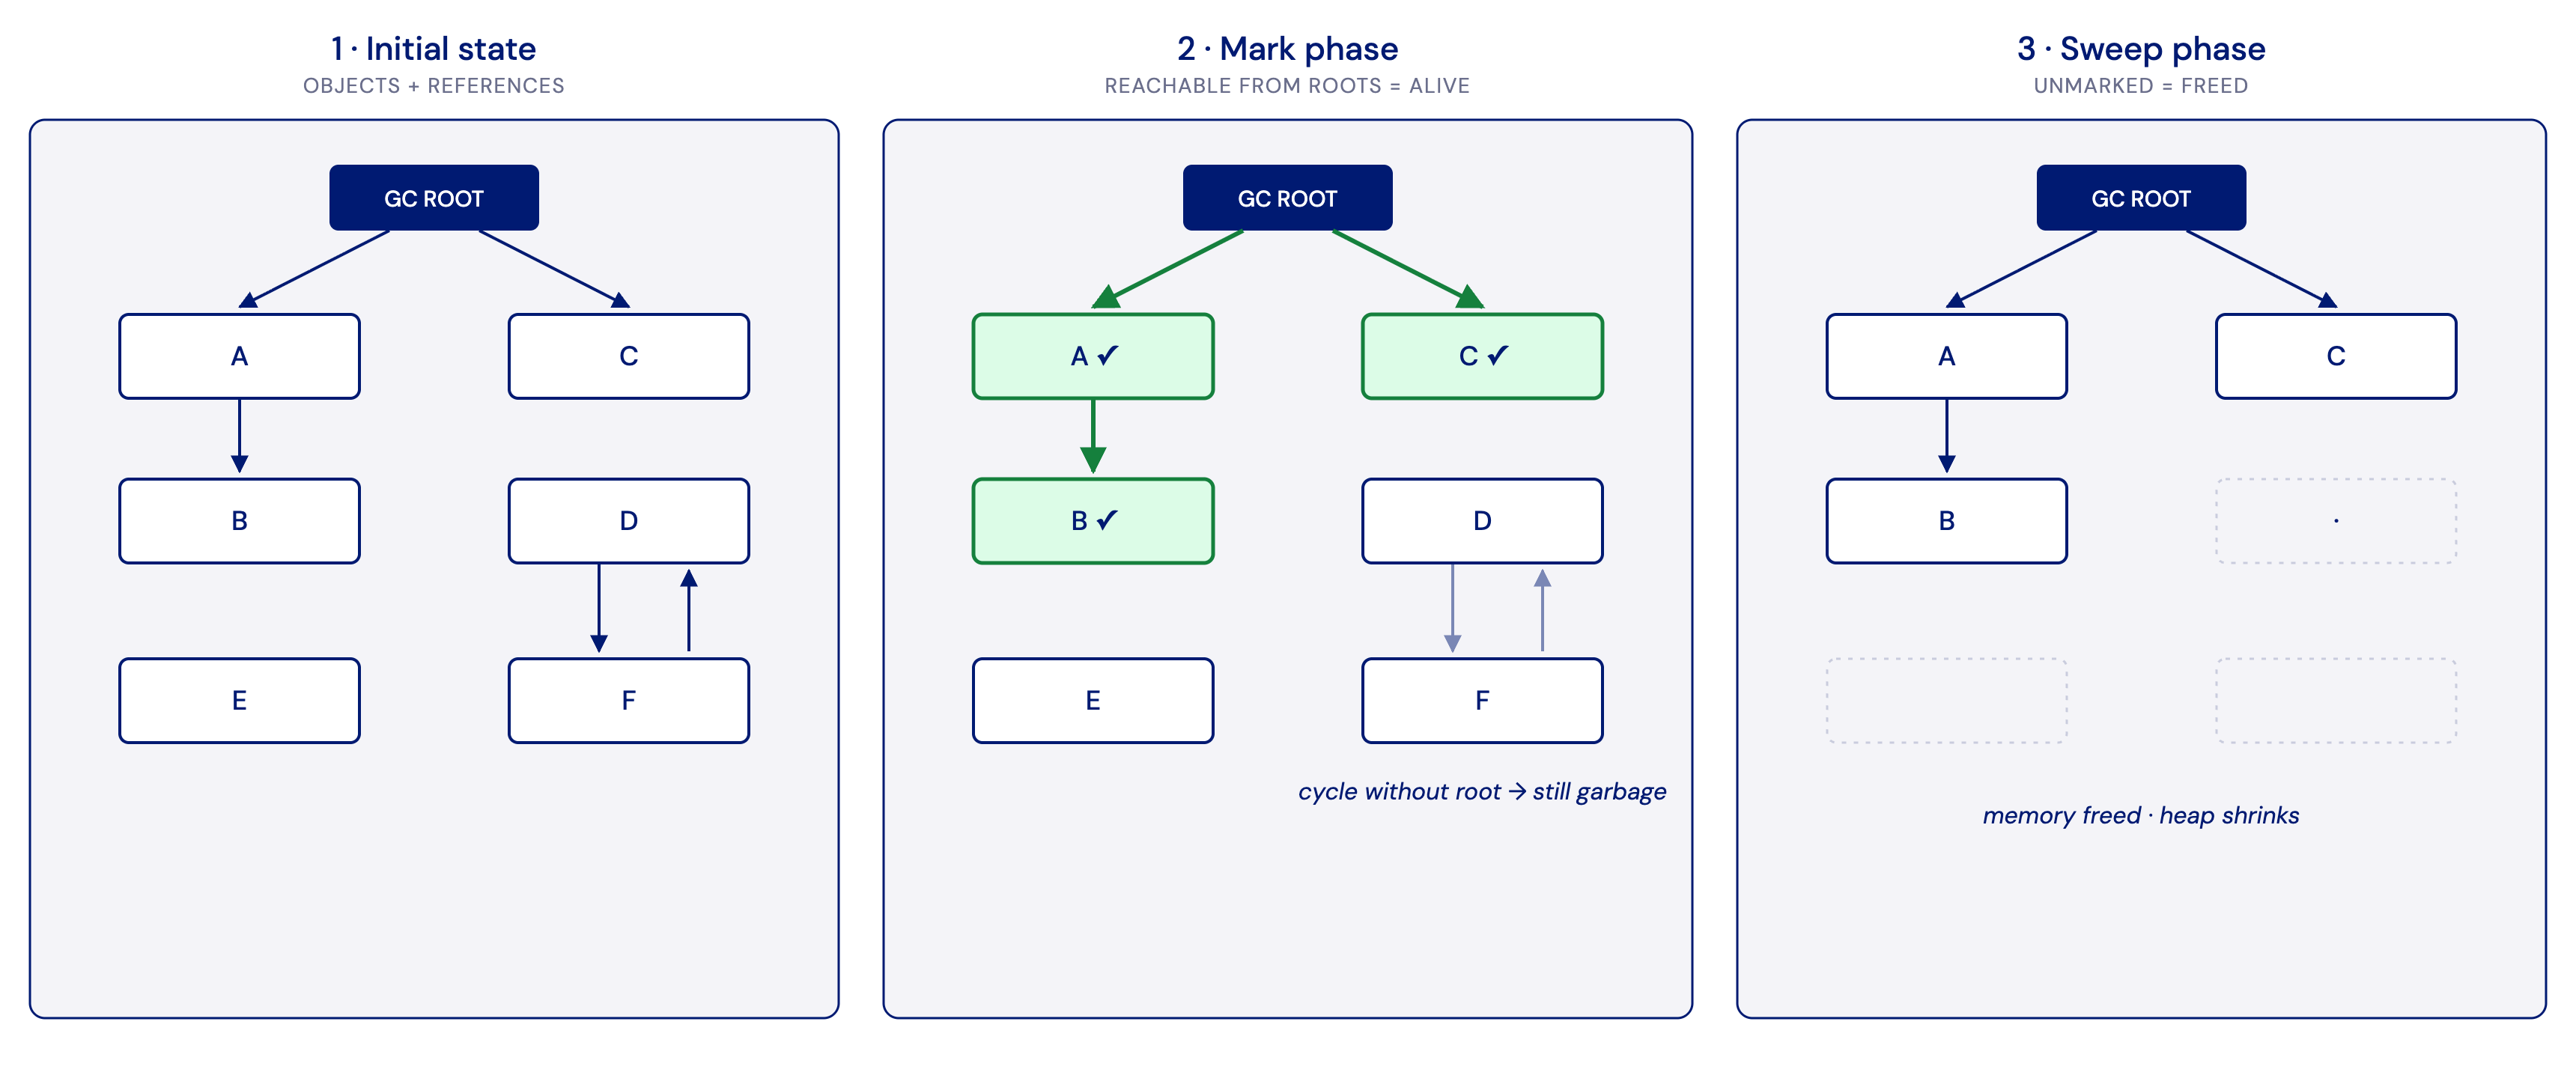 1 · Initial state
OBJECTS + REFERENCES
GC ROOT
A
C
B
D
E
F
2 · Mark phase
REACHABLE FROM ROOTS = ALIVE
GC ROOT
A ✓
C ✓
B ✓
D
E
F
cycle without root → still garbage
3 · Sweep phase
UNMARKED = FREED
GC ROOT
A
C
B
·
memory freed · heap shrinks